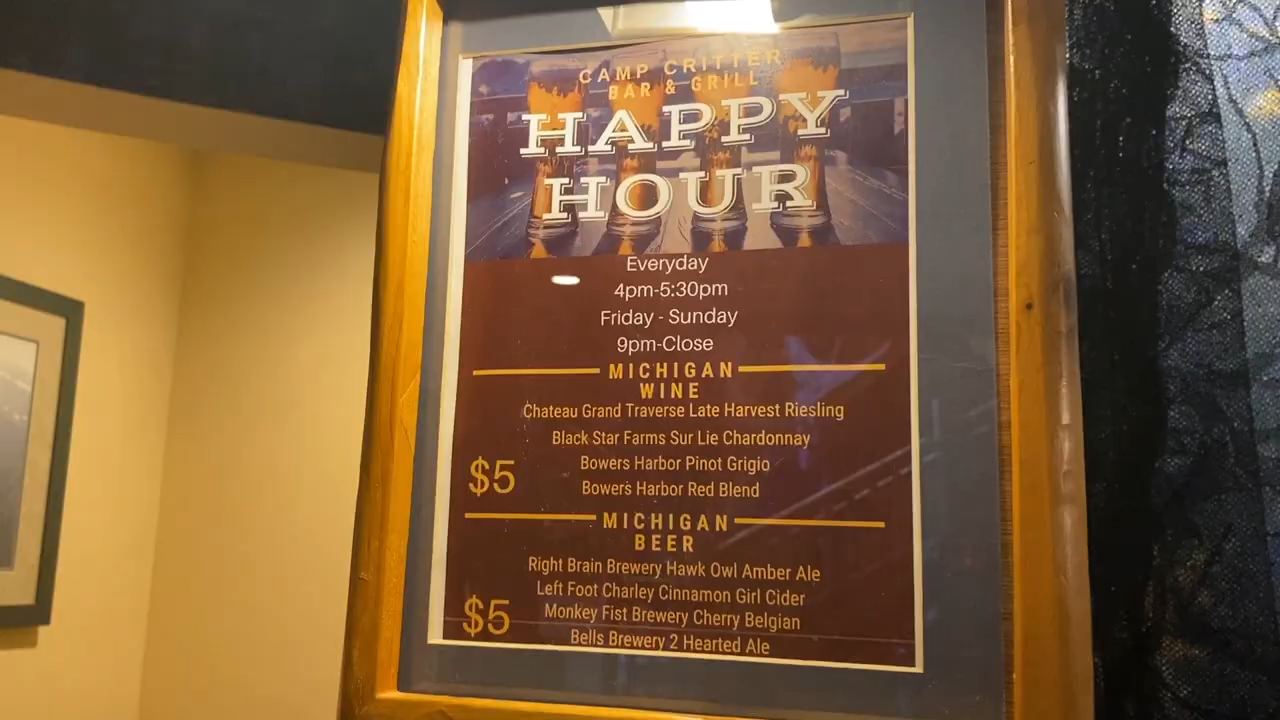 CAMP CRITTER
BAR & GRILL
HAPPY
HOUR
Everyday
4pm-5:30pm
Friday - Sunday
9pm-Close
MICHIGAN
WINE
Chateau Grand Traverse Late Harvest Riesling
Black Star Farms Sur Lie Chardonnay
Bowers Harbor Pinot Grigio
$5
Bowers Harbor Red Blend
MICHIGAN
BEER
Right Brain Brewery Hawk Owl Amber Ale
Left Foot Charley Cinnamon Girl Cider
$5
Monkey Fist Brewery Cherry Belgian
Bells Brewery 2 Hearted Ale